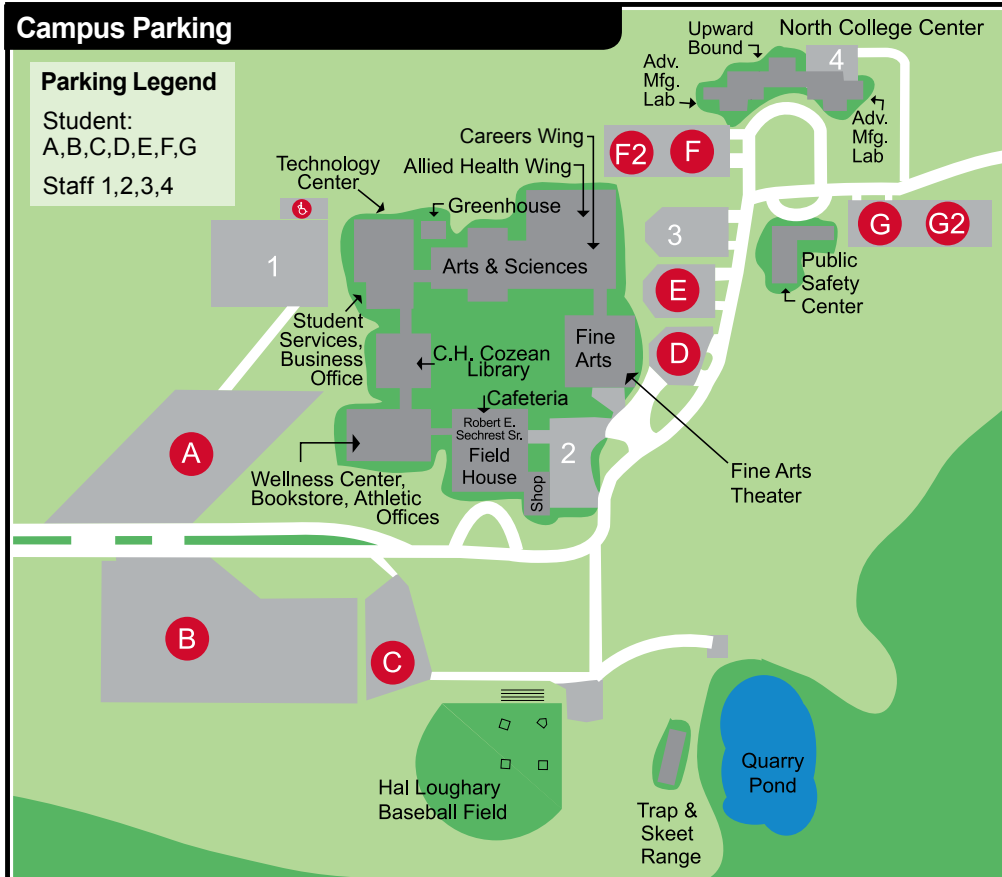 Campus Parking
Parking Legend
Student:
A,B,C,D,E,F,G
Staff 1,2,3,4
North College Center
Upward
Bound
4
Adv.
Mfg.
Lab
Adv.
Mfg.
Lab
F2
F
Careers Wing
Allied Health Wing
Technology
Center
Greenhouse
1
Arts & Sciences
3
G
G2
Public
Safety
Center
E
Student
Services,
Business
Office
C.H. Cozean
Library
Fine
Arts
D
Cafeteria
A
Robert E.
Sechrest Sr.
Field
House
2
Shop
Wellness Center,
Bookstore, Athletic
Offices
Fine Arts
Theater
B
C
Hal Loughary
Baseball Field
Trap &
Skeet
Range
Quarry
Pond